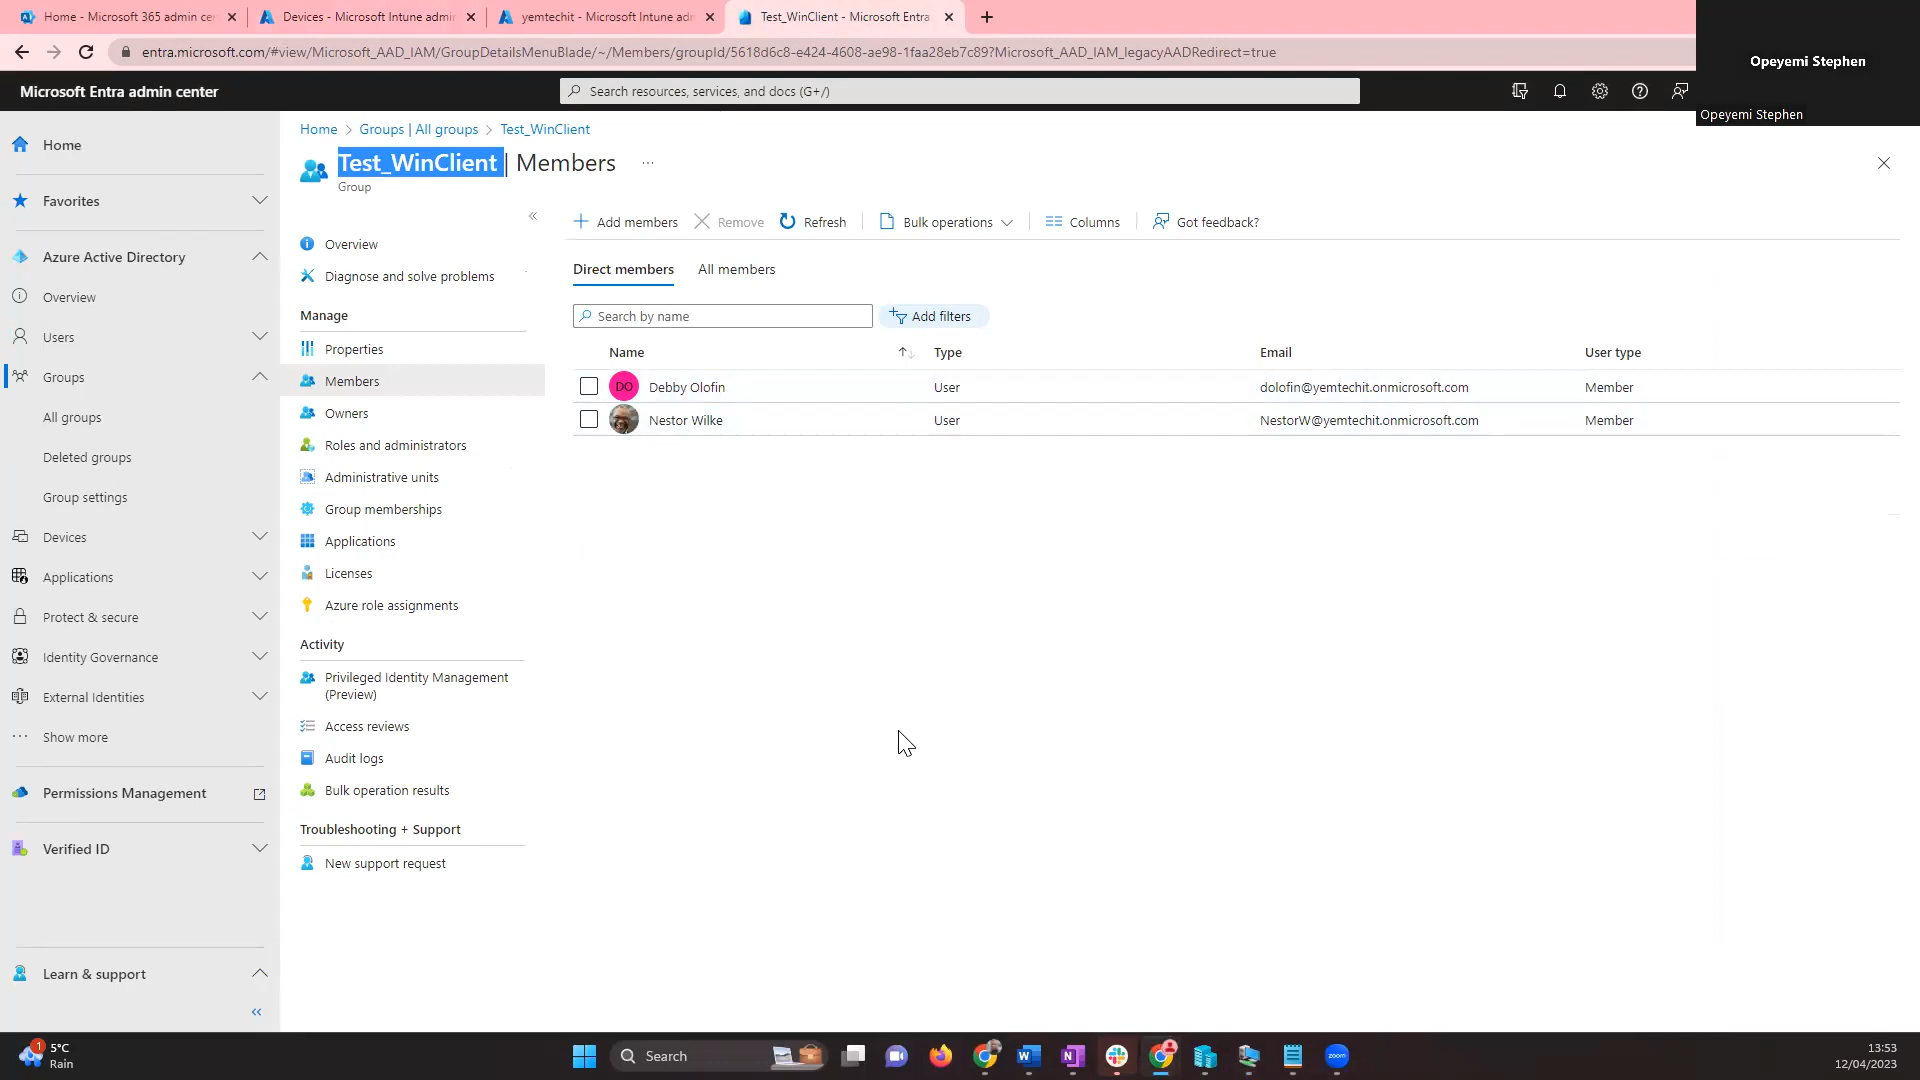 Home - Microsoft 365 admin cen
Devices - Microsoft Intune admi
yemtechit - Microsoft Intune adm
Test_WinClient - Microsoft Entra
entra.microsoft.com/#view/Microsoft_AAD_IAM/GroupDetailsMenuBlade/~/Members/groupId/5618d6c8-e424-4608-ae98-1faa28eb7c89?Microsoft_AAD_IAM_legacyAADRedirect=true
Opeyemi Stephen
Opeyemi Stephen
Microsoft Entra admin center
Search resources, services, and docs (G+/)
Home
Favorites
Azure Active Directory
Overview
Users
Groups
All groups
Deleted groups
Group settings
Devices
Applications
Protect & secure
Identity Governance
External Identities
Show more
Permissions Management
Verified ID
Learn & support
Home > Groups | All groups > Test_WinClient
Test_WinClient | Members
Group
Overview
Diagnose and solve problems
Manage
Properties
Members
Owners
Roles and administrators
Administrative units
Group memberships
Applications
Licenses
Azure role assignments
Activity
Privileged Identity Management
(Preview)
Access reviews
Audit logs
Bulk operation results
Troubleshooting + Support
New support request
Add members Remove Refresh Bulk operations Columns Got feedback?
Direct members All members
Search by name Add filters
Name Type Email User type
DO Debby Olofin User dolofin@yemtechit.onmicrosoft.com Member
Nestor Wilke User NestorW@yemtechit.onmicrosoft.com Member
1 5°C
Rain
Search
zoom
13:53
12/04/2023